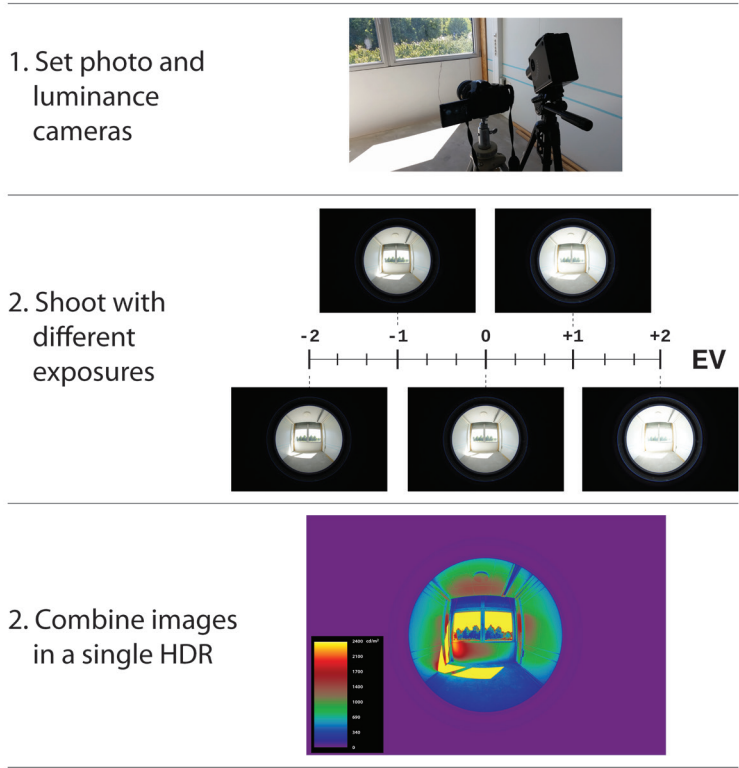 1. Set photo and
luminance
cameras
2. Shoot with
different
exposures
-2 -1 0 +1 +2
EV
2. Combine images
in a single HDR
2400 cd/m²
2100
1700
1400
1000
690
340
0